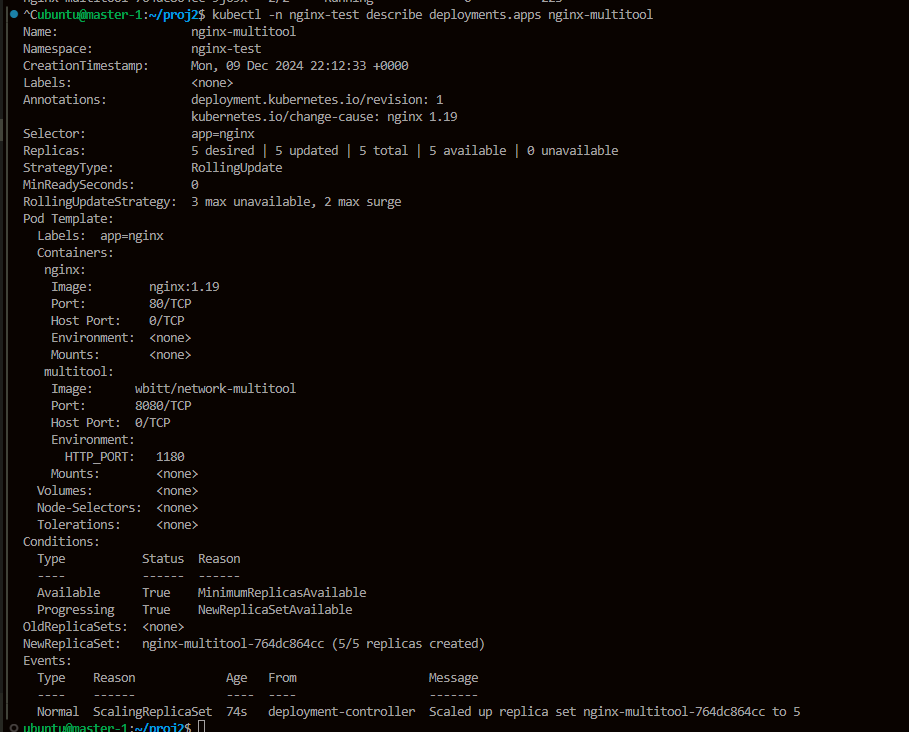 ^Cubuntu@master-1:~/proj2$ kubectl -n nginx-test describe deployments.apps nginx-multitool
Name:                   nginx-multitool
Namespace:              nginx-test
CreationTimestamp:      Mon, 09 Dec 2024 22:12:33 +0000
Labels:                 <none>
Annotations:            deployment.kubernetes.io/revision: 1
                        kubernetes.io/change-cause: nginx 1.19
Selector:               app=nginx
Replicas:               5 desired | 5 updated | 5 total | 5 available | 0 unavailable
StrategyType:           RollingUpdate
MinReadySeconds:        0
RollingUpdateStrategy:  3 max unavailable, 2 max surge
Pod Template:
  Labels:  app=nginx
  Containers:
   nginx:
    Image:        nginx:1.19
    Port:         80/TCP
    Host Port:    0/TCP
    Environment:  <none>
    Mounts:       <none>
   multitool:
    Image:      wbitt/network-multitool
    Port:       8080/TCP
    Host Port:  0/TCP
    Environment:
      HTTP_PORT:   1180
    Mounts:        <none>
  Volumes:         <none>
  Node-Selectors:  <none>
  Tolerations:     <none>
Conditions:
  Type           Status  Reason
  ----           ------  ------
  Available      True    MinimumReplicasAvailable
  Progressing    True    NewReplicaSetAvailable
OldReplicaSets:  <none>
NewReplicaSet:   nginx-multitool-764dc864cc (5/5 replicas created)
Events:
  Type    Reason             Age   From                   Message
  ----    ------             ----  ----                   -------
  Normal  ScalingReplicaSet  74s   deployment-controller  Scaled up replica set nginx-multitool-764dc864cc to 5
ubuntu@master-1:~/proj2$